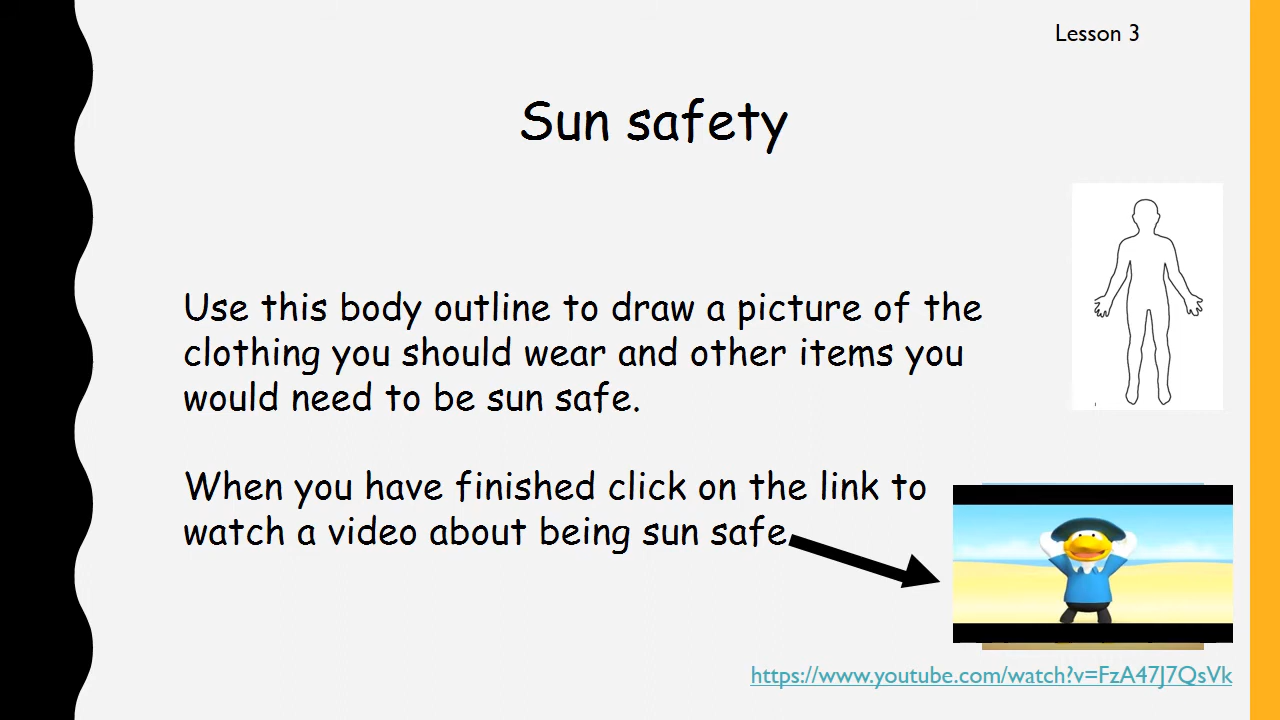 Lesson 3
Sun safety
Use this body outline to draw a picture of the
clothing you should wear and other items you
would need to be sun safe.
When you have finished click on the link to
watch a video about being sun safe
https://www.youtube.com/watch?v=FzA47J7QsVk